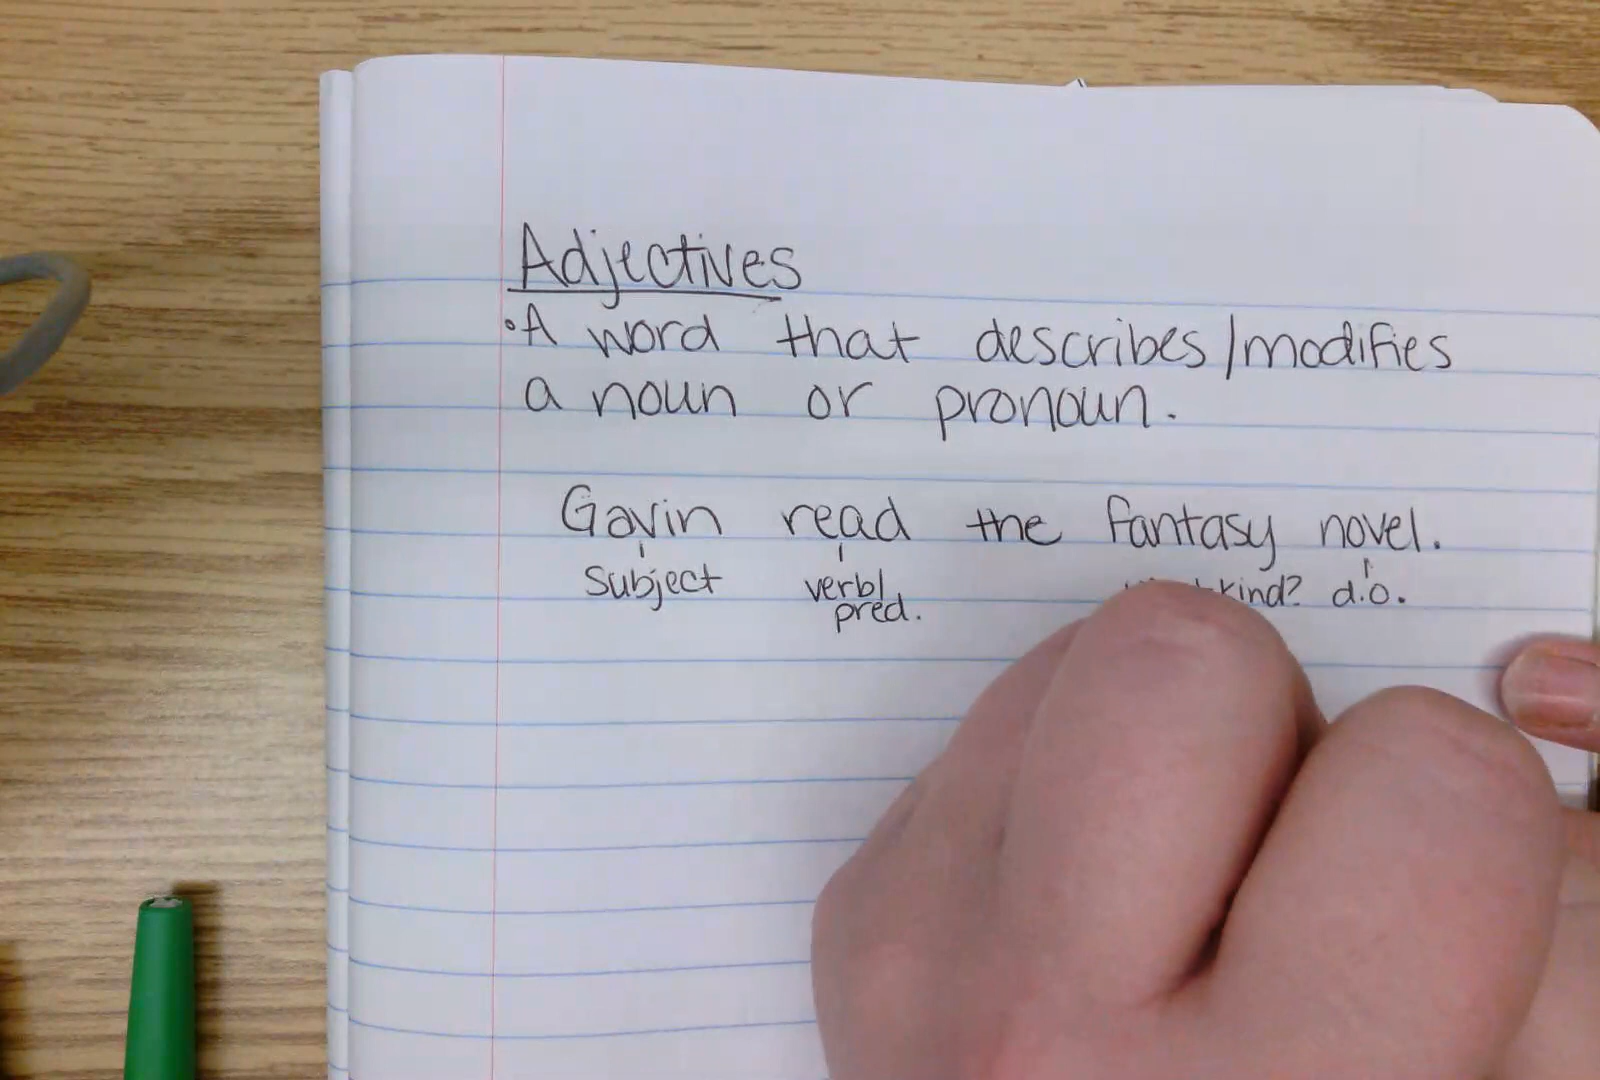 Adjectives
• A word that describes/modifies
a noun or pronoun.
Gavin read the fantasy novel.
subject verb/ kind? d.o.
pred.